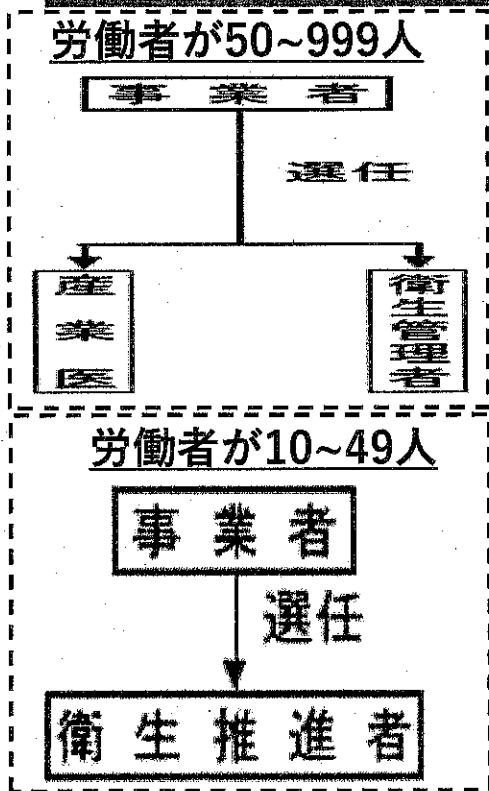 労働者が50~999人
事業者
選任
産業医
衛生管理者
労働者が10~49人
事業者
選任
衛生推進者